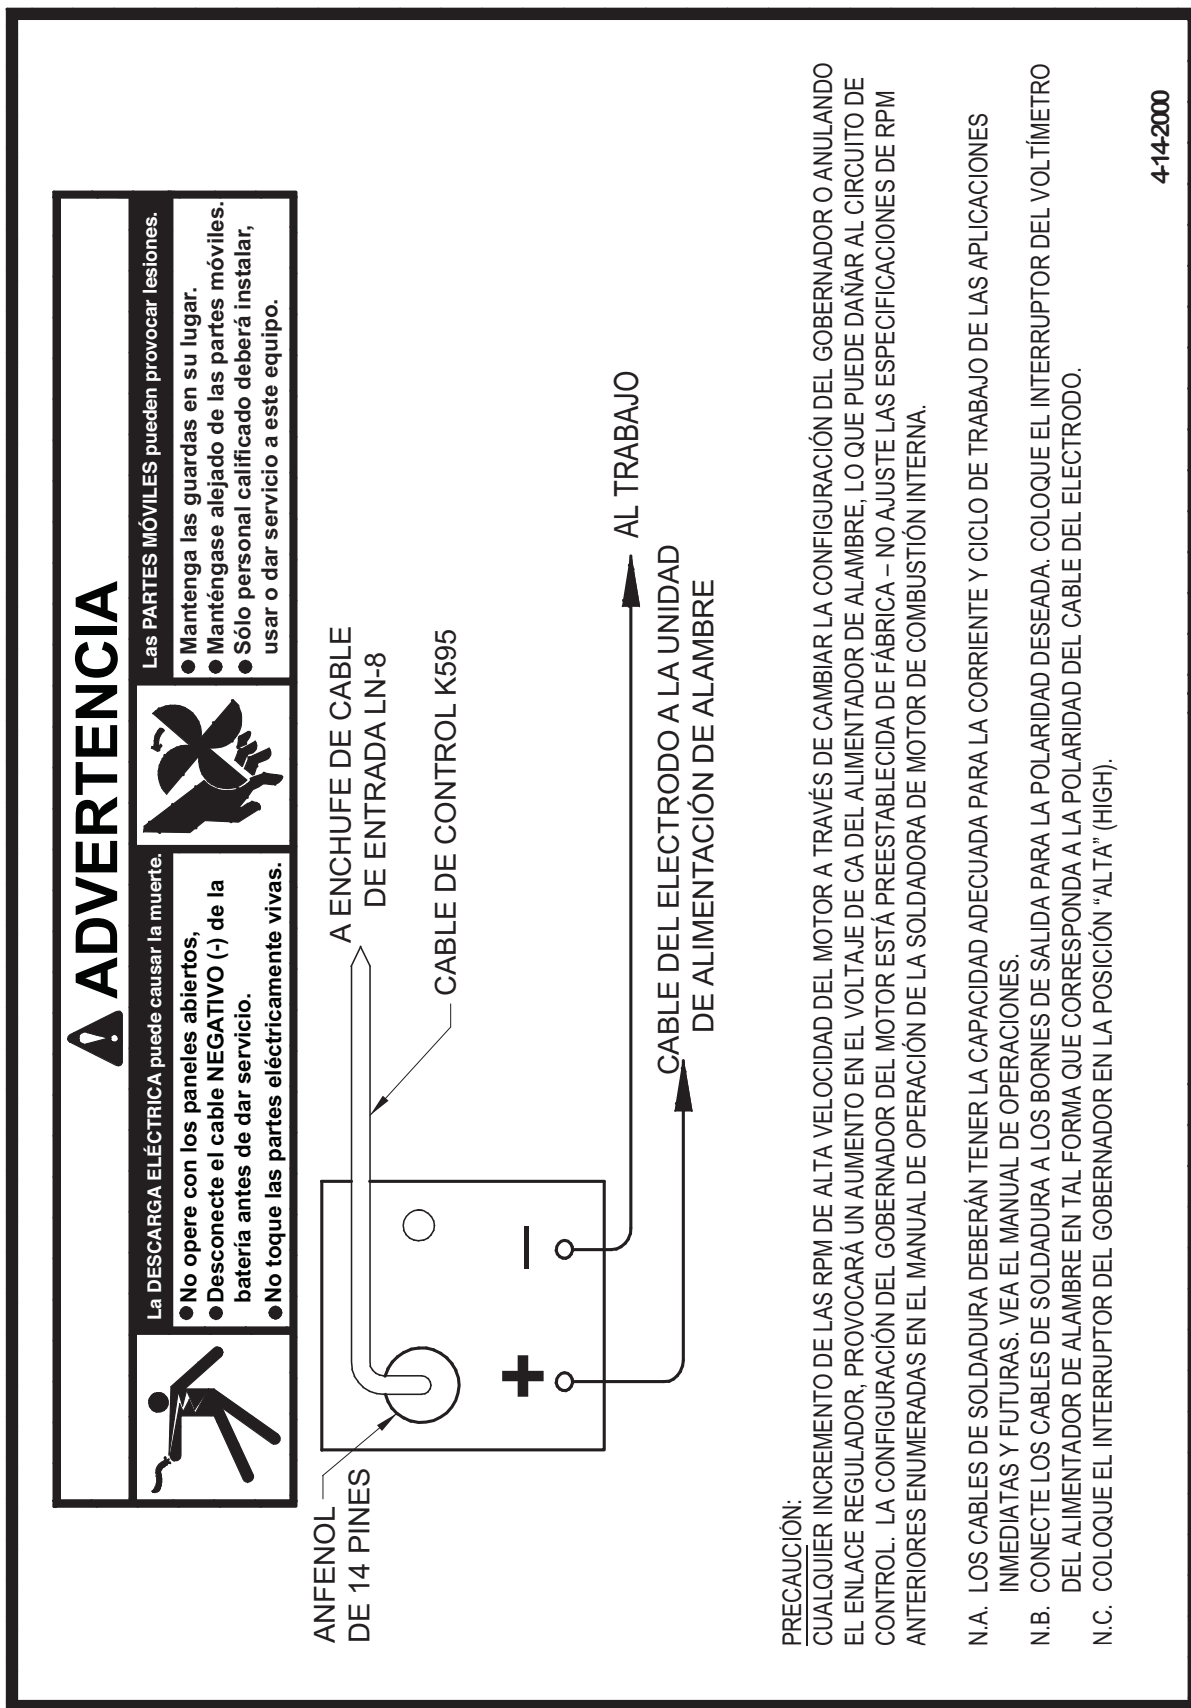 ADVERTENCIA
La DESCARGA ELÉCTRICA puede causar la muerte.
● No opere con los paneles abiertos,
● Desconecte el cable NEGATIVO (-) de la
batería antes de dar servicio.
● No toque las partes eléctricamente vivas.
Las PARTES MÓVILES pueden provocar lesiones.
● Mantenga las guardas en su lugar.
● Manténgase alejado de las partes móviles.
● Sólo personal calificado deberá instalar,
usar o dar servicio a este equipo.
ANFENOL
DE 14 PINES
A ENCHUFE DE CABLE
DE ENTRADA LN-8
CABLE DE CONTROL K595
+
–
AL TRABAJO
CABLE DEL ELECTRODO A LA UNIDAD
DE ALIMENTACIÓN DE ALAMBRE
PRECAUCIÓN:
CUALQUIER INCREMENTO DE LAS RPM DE ALTA VELOCIDAD DEL MOTOR A TRAVÉS DE CAMBIAR LA CONFIGURACIÓN DEL GOBERNADOR O ANULANDO
EL ENLACE REGULADOR, PROVOCARÁ UN AUMENTO EN EL VOLTAJE DE CA DEL ALIMENTADOR DE ALAMBRE, LO QUE PUEDE DAÑAR AL CIRCUITO DE
CONTROL. LA CONFIGURACIÓN DEL GOBERNADOR DEL MOTOR ESTÁ PREESTABLECIDA DE FÁBRICA – NO AJUSTE LAS ESPECIFICACIONES DE RPM
ANTERIORES ENUMERADAS EN EL MANUAL DE OPERACIÓN DE LA SOLDADORA DE MOTOR DE COMBUSTIÓN INTERNA.
N.A. LOS CABLES DE SOLDADURA DEBERÁN TENER LA CAPACIDAD ADECUADA PARA LA CORRIENTE Y CICLO DE TRABAJO DE LAS APLICACIONES
INMEDIATAS Y FUTURAS. VEA EL MANUAL DE OPERACIONES.
N.B. CONECTE LOS CABLES DE SOLDADURA A LOS BORNES DE SALIDA PARA LA POLARIDAD DESEADA. COLOQUE EL INTERRUPTOR DEL VOLTÍMETRO
DEL ALIMENTADOR DE ALAMBRE EN TAL FORMA QUE CORRESPONDA A LA POLARIDAD DEL CABLE DEL ELECTRODO.
N.C. COLOQUE EL INTERRUPTOR DEL GOBERNADOR EN LA POSICIÓN “ALTA” (HIGH).
4-14-2000